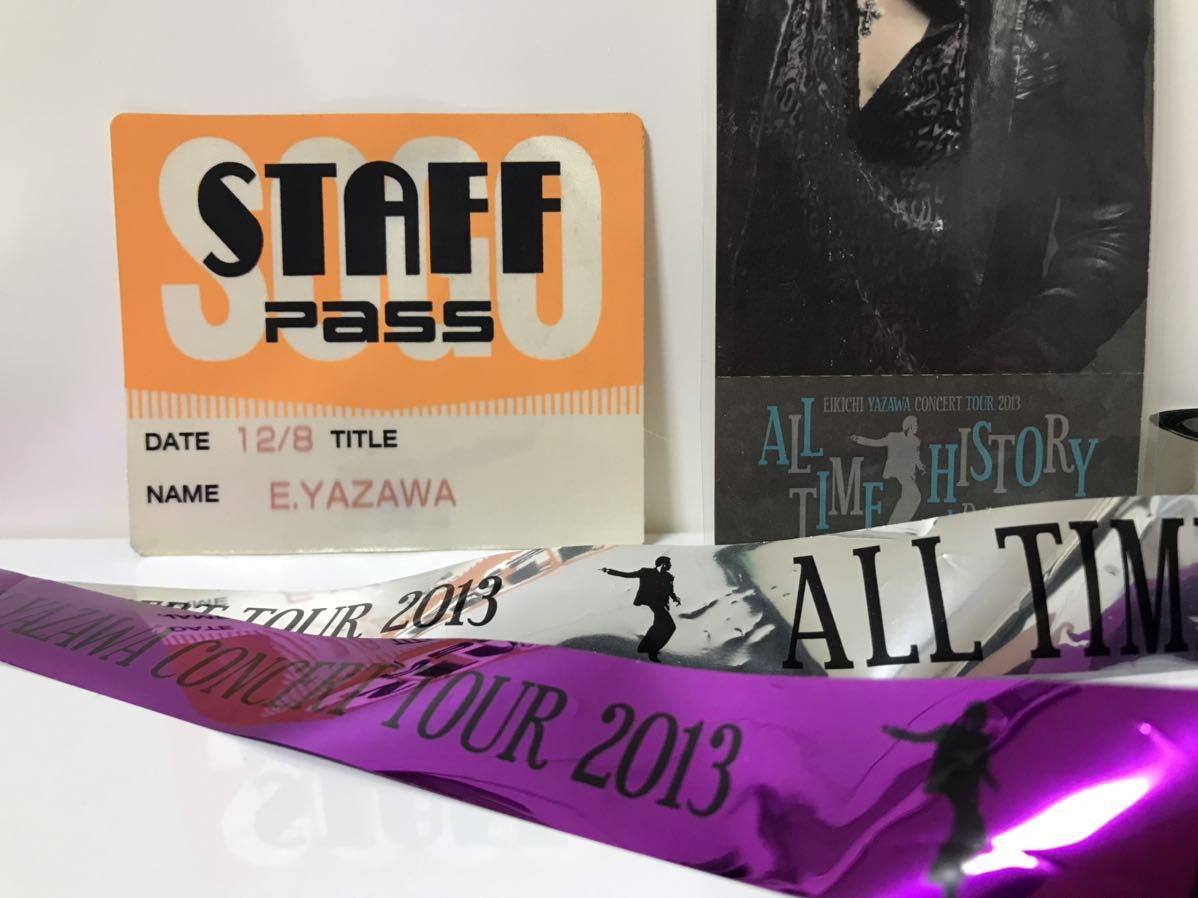 SOGO
STAFF
Pass
DATE 12/8 TITLE
NAME E.YAZAWA
EIKICHI YAZAWA CONCERT TOUR 2013
ALL TIME HISTORY
TOUR 2013
ALL TIM
YAZAWA CONCERT TOUR 2013